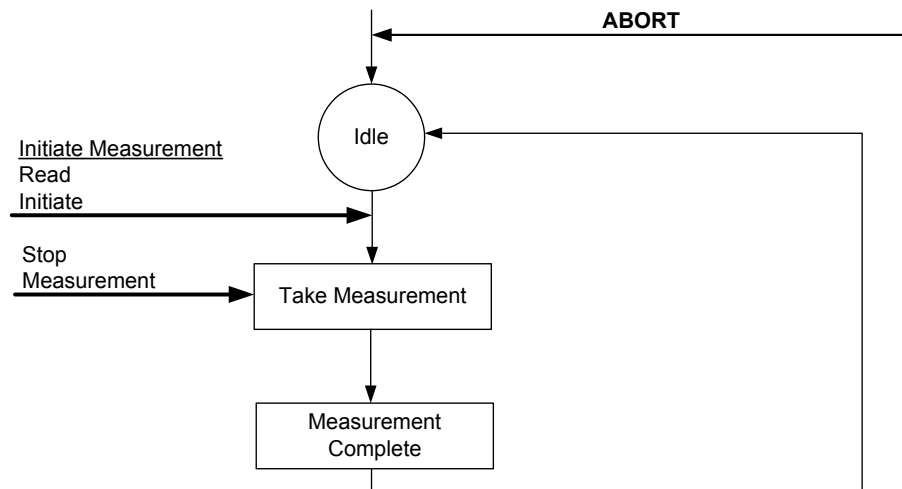 ABORT
Idle
Initiate Measurement
Read
Initiate
Stop
Measurement
Take Measurement
Measurement
Complete